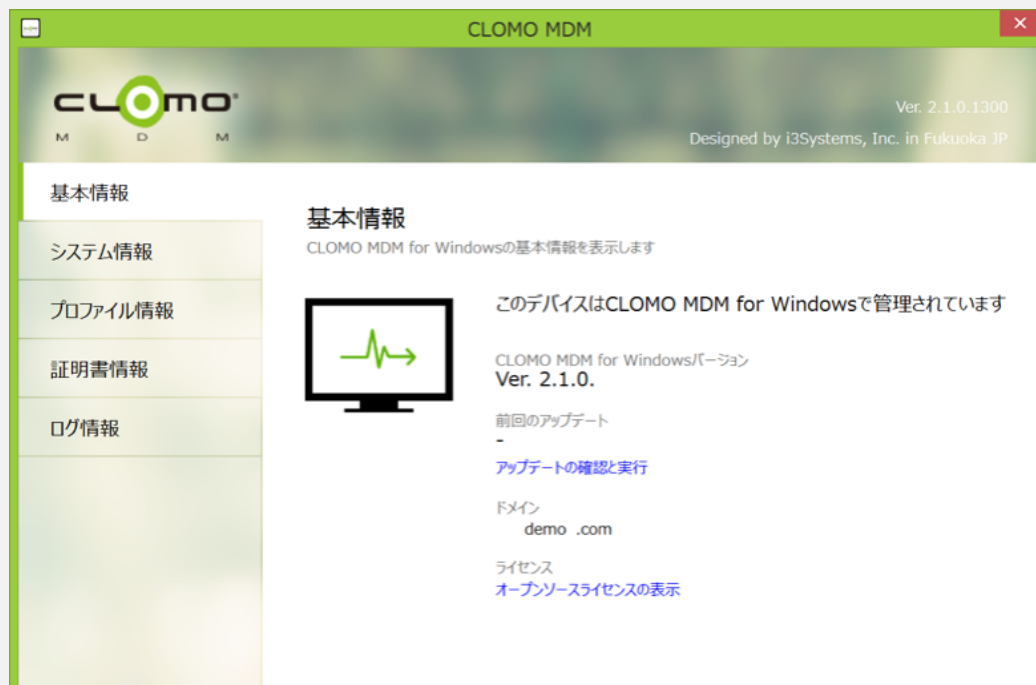 CLOMO MDM
CLOMO
M D M
Ver. 2.1.0.1300
Designed by i3Systems, Inc. in Fukuoka JP
基本情報
システム情報
プロファイル情報
証明書情報
ログ情報
基本情報
CLOMO MDM for Windowsの基本情報を表示します
このデバイスはCLOMO MDM for Windowsで管理されています
CLOMO MDM for Windowsバージョン
Ver. 2.1.0.
前回のアップデート
-
アップデートの確認と実行
ドメイン
demo .com
ライセンス
オープンソースライセンスの表示